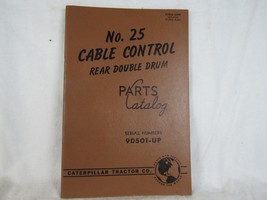 No. 25
CABLE CONTROL
REAR DOUBLE DRUM
PARTS
Catalog
SERIAL NUMBERS
9D501-UP
CATERPILLAR TRACTOR CO.